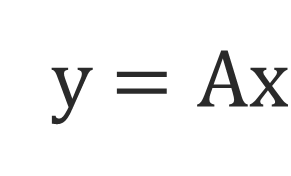 y = Ax